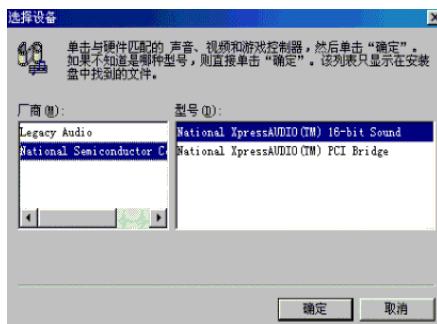 选择设备
单击与硬件匹配的 声音、视频和游戏控制器，然后单击“确定”。
如果不知道是哪种型号，则直接单击“确定”。该列表只显示在安装
盘中找到的文件。
厂商(M)：
型号(D)：
Legacy Audio
National Semiconductor Co
National XpressAUDIO(TM) 16-bit Sound
National XpressAUDIO(TM) PCI Bridge
确定
取消